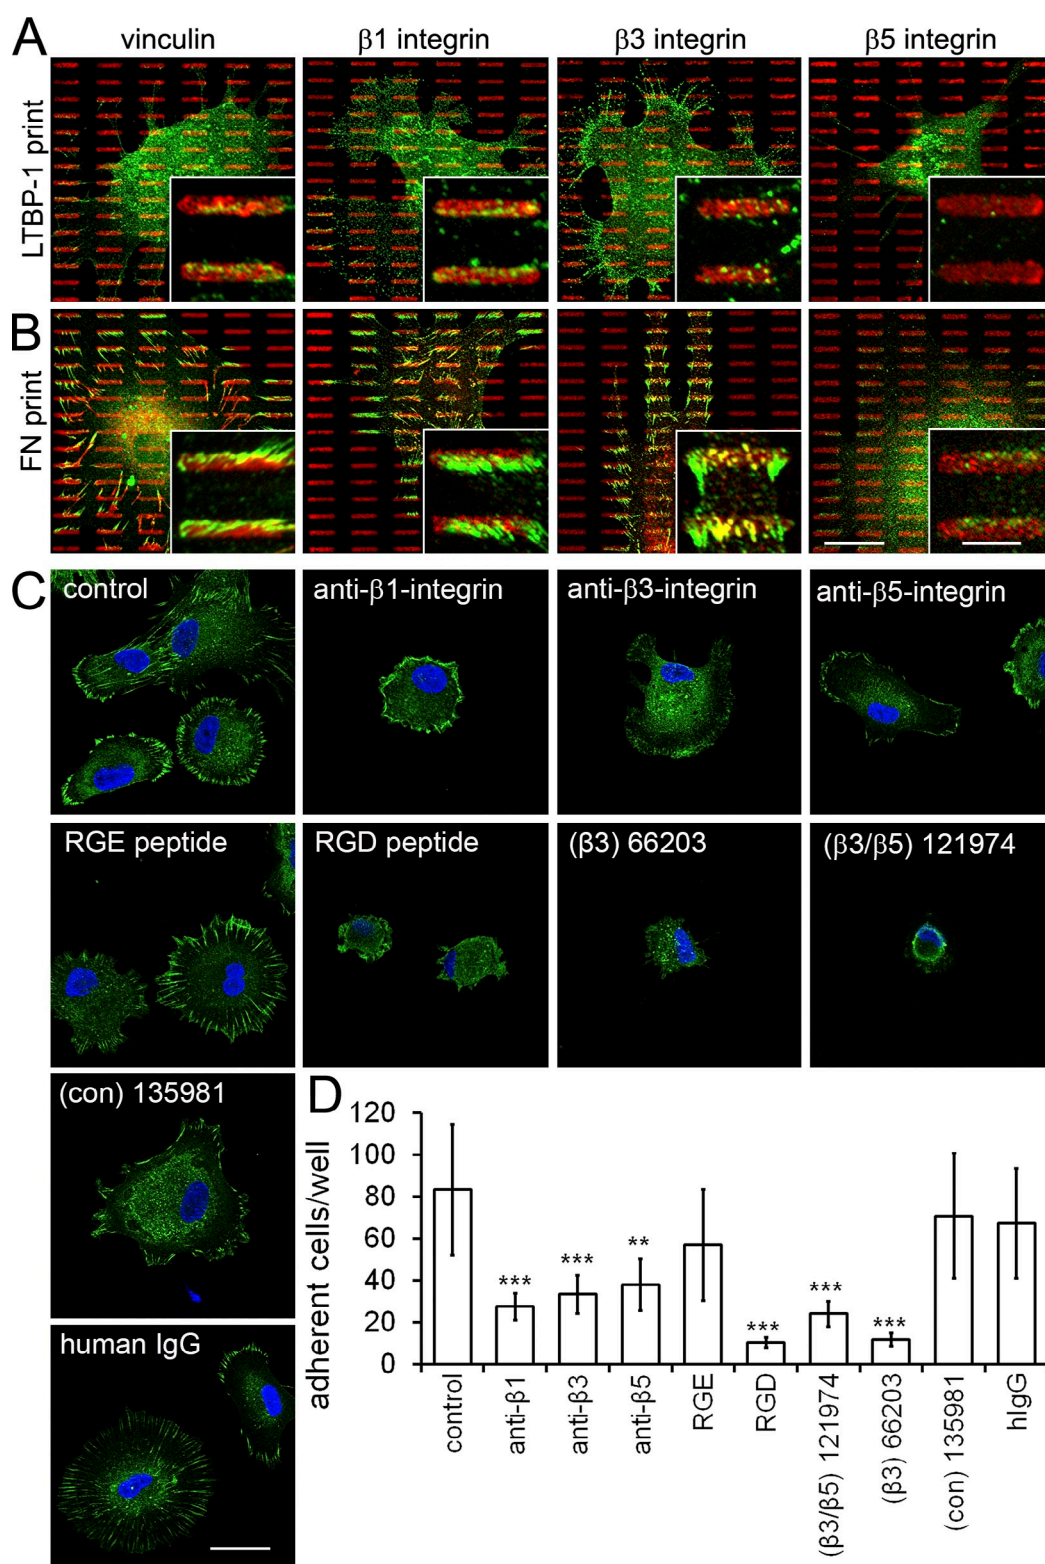 A
vinculin
β1 integrin
β3 integrin
β5 integrin
LTBP-1 print
B
FN print
C
control
anti-β1-integrin
anti-β3-integrin
anti-β5-integrin
RGE peptide
RGD peptide
(β3) 66203
(β3/β5) 121974
(con) 135981
human IgG
D
adherent cells/well
120
100
80
60
40
20
0
***
***
**
***
***
***
control
anti-β1
anti-β3
anti-β5
RGE
RGD
(β3/β5) 121974
(β3) 66203
(con) 135981
hIgG